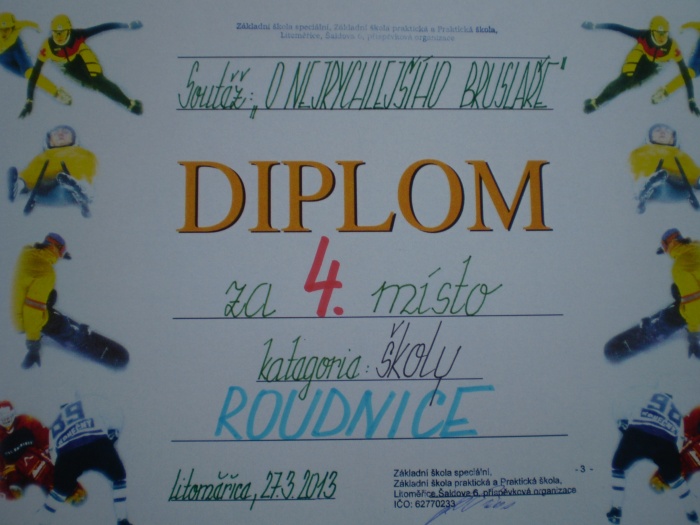 Základní škola speciální, Základní škola praktická a Praktická škola,
Litoměřice, Šaldova 6, příspěvková organizace
Soutěž: „O NEJRYCHLEJŠÍHO BRUSLAŘE"
DIPLOM
za 4. místo
kategorie: školy
ROUDNICE
Litoměřice, 27.3.2013
Základní škola speciální,
Základní škola praktická a Praktická škola,
Litoměřice, Šaldova 6, příspěvková organizace
IČO: 62770233
- 3 -